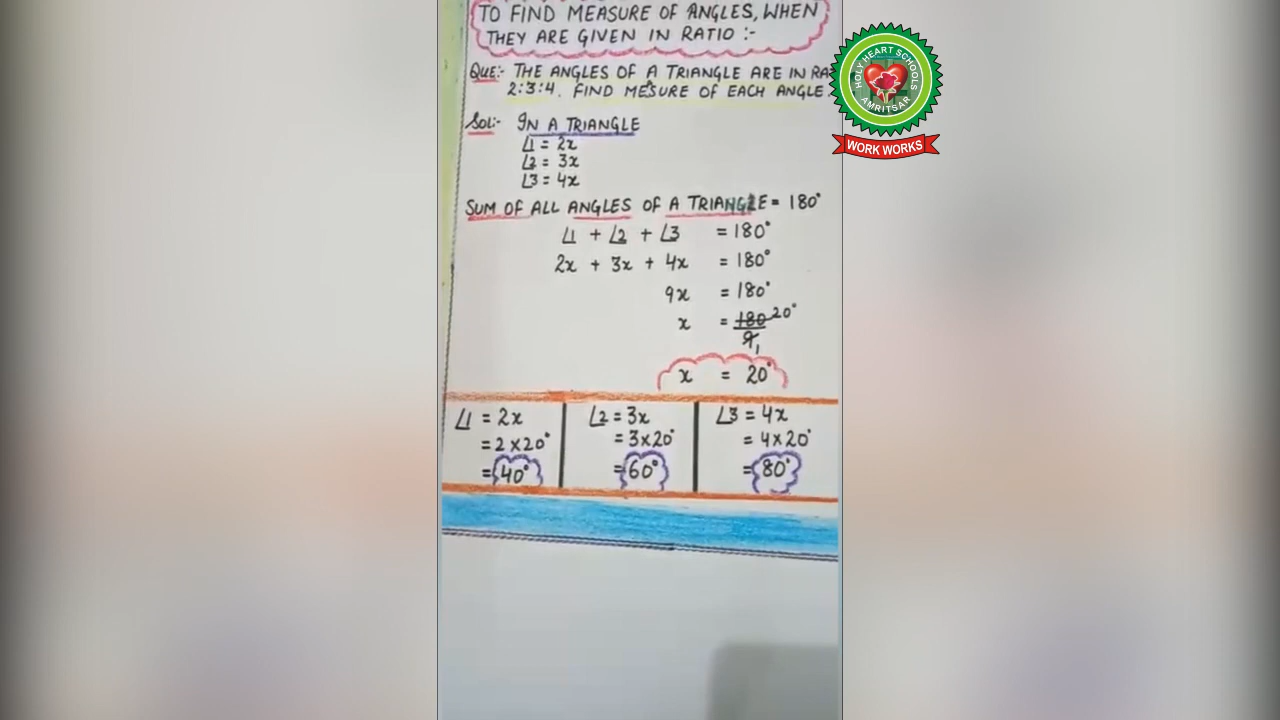 TO FIND MEASURE OF ANGLES, WHEN
THEY ARE GIVEN IN RATIO :-
QUE:- THE ANGLES OF A TRIANGLE ARE IN RA
2:3:4. FIND MESURE OF EACH ANGLE.
SOL:- IN A TRIANGLE
∠1 = 2x
∠2 = 3x
∠3 = 4x
SUM OF ALL ANGLES OF A TRIANGLE = 180°
∠1 + ∠2 + ∠3 = 180°
2x + 3x + 4x = 180°
9x = 180°
x = 180 20°
9 1
x = 20°
∠1 = 2x
= 2 × 20°
= 40°
∠2 = 3x
= 3×20°
= 60°
∠3 = 4x
= 4×20°
= 80°
HOLY HEART SCHOOLS
AMRITSAR
WORK WORKS